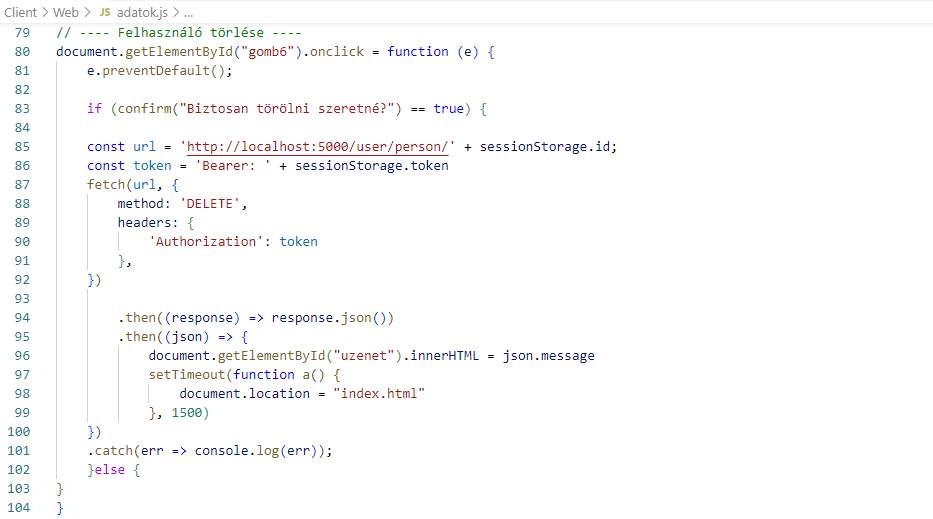 Client > Web > JS adatok.js > ...
79 // ---- Felhasználó törlése ----
80 document.getElementById("gomb6").onclick = function (e) {
81     e.preventDefault();
82
83     if (confirm("Biztosan törölni szeretné?") == true) {
84
85     const url = 'http://localhost:5000/user/person/' + sessionStorage.id;
86     const token = 'Bearer: ' + sessionStorage.token
87     fetch(url, {
88         method: 'DELETE',
89         headers: {
90             'Authorization': token
91         },
92     })
93
94         .then((response) => response.json())
95         .then((json) => {
96             document.getElementById("uzenet").innerHTML = json.message
97             setTimeout(function a() {
98                 document.location = "index.html"
99             }, 1500)
100     })
101     .catch(err => console.log(err));
102     }else {
103 }
104 }